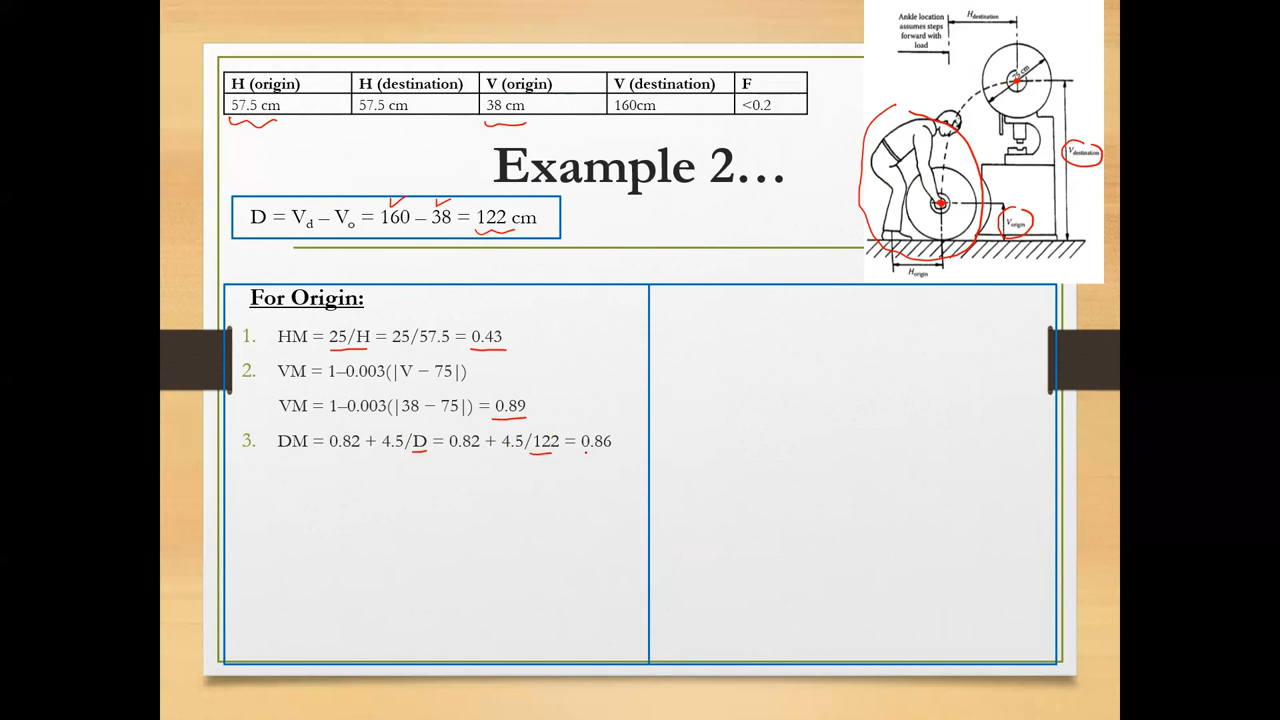 H (origin) H (destination) V (origin) V (destination) F
57.5 cm 57.5 cm 38 cm 160cm <0.2
Example 2…
D = Vd – Vo = 160 – 38 = 122 cm
For Origin:
1. HM = 25/H = 25/57.5 = 0.43
2. VM = 1–0.003(|V − 75|)
VM = 1–0.003(|38 − 75|) = 0.89
3. DM = 0.82 + 4.5/D = 0.82 + 4.5/122 = 0.86
Ankle location
assumes steps
forward with
load
Hdestination
75 cm
Vdestination
Vorigin
Horigin